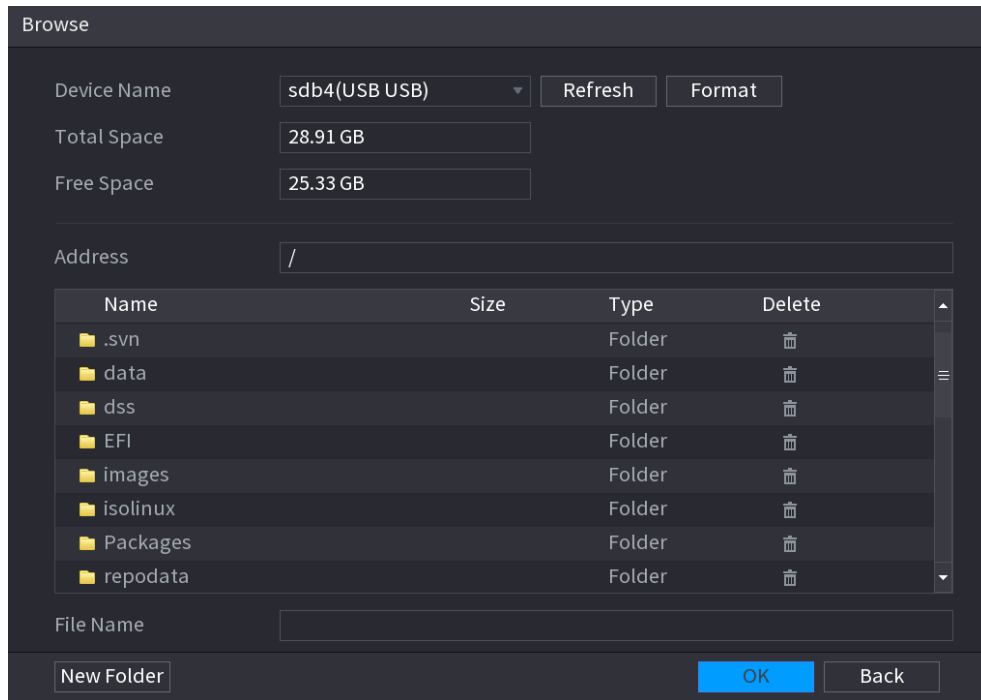 Browse
Device Name sdb4(USB USB) Refresh Format
Total Space 28.91 GB
Free Space 25.33 GB
Address /
Name Size Type Delete
.svn Folder
data Folder
dss Folder
EFI Folder
images Folder
isolinux Folder
Packages Folder
repodata Folder
File Name
New Folder OK Back